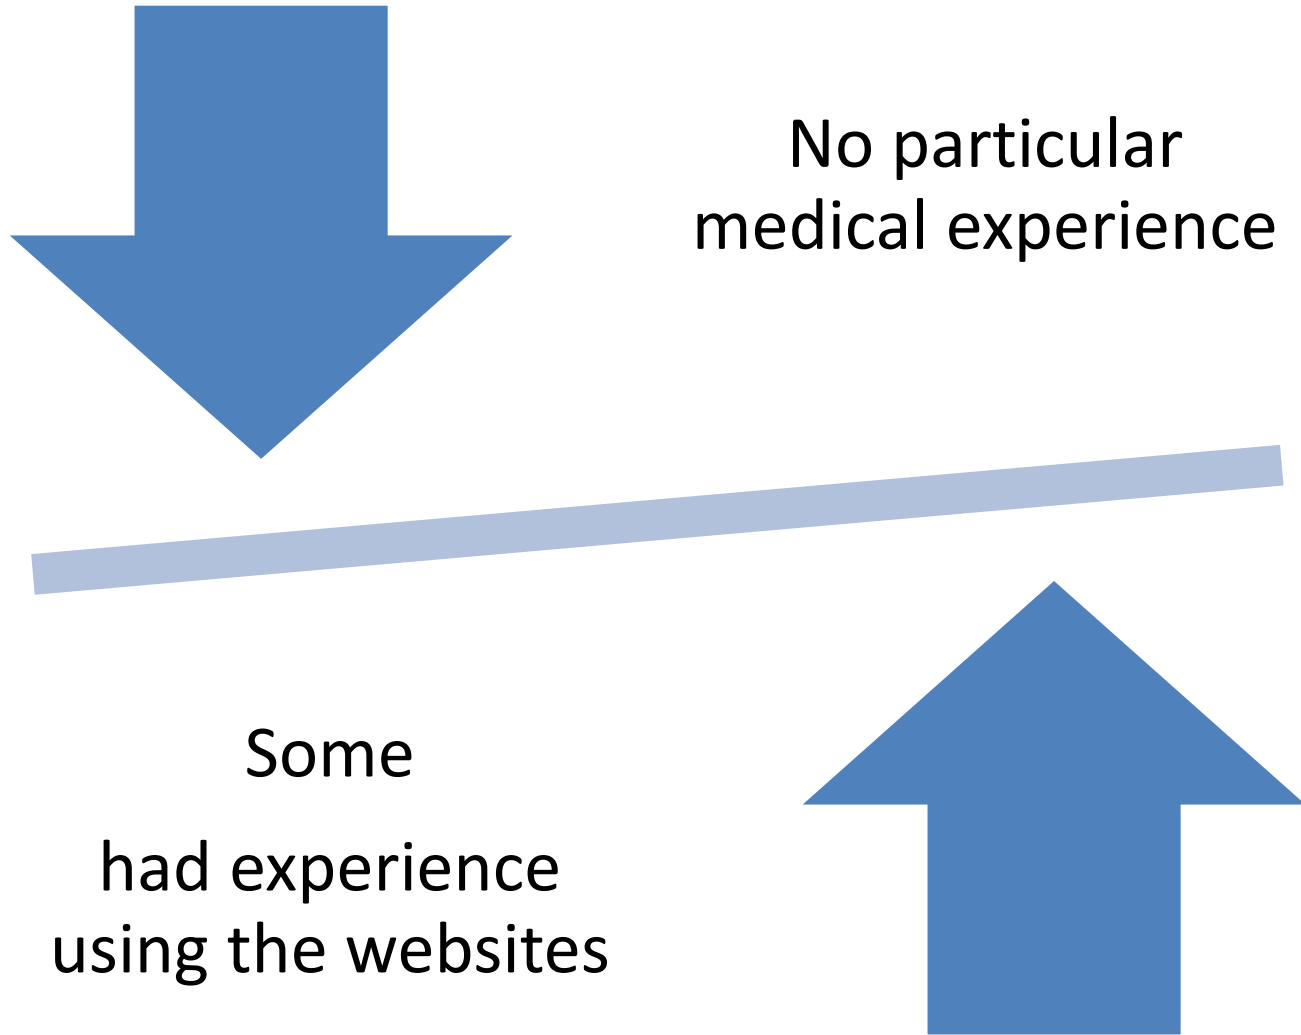 No particular
medical experience
Some
had experience
using the websites